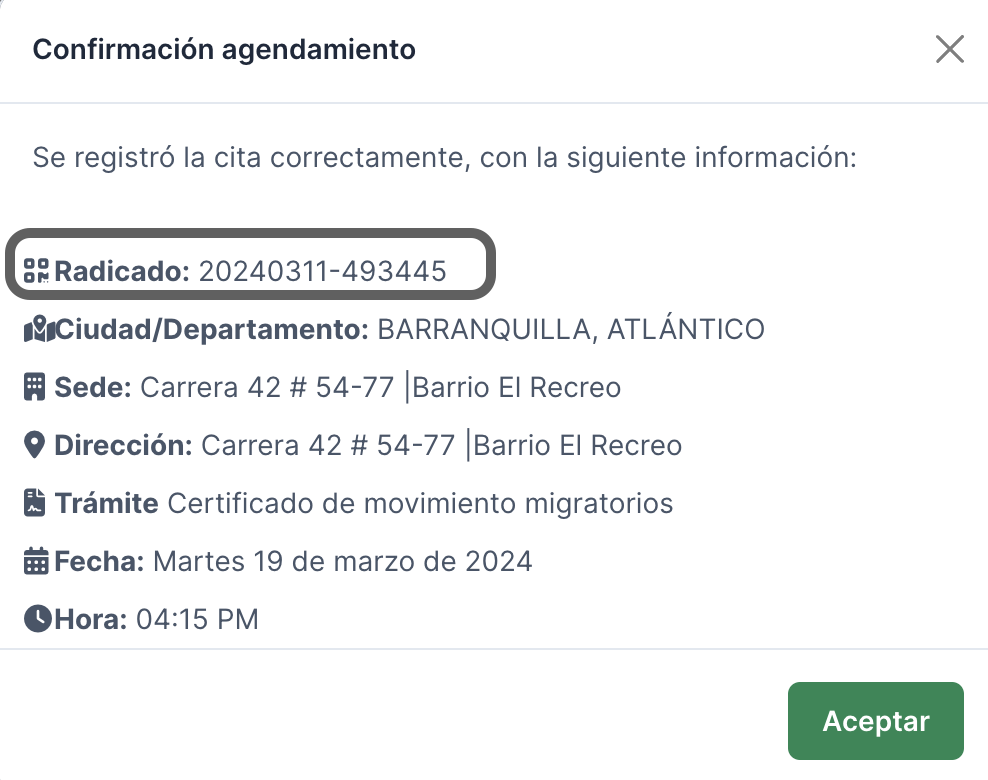 Confirmación agendamiento
Se registró la cita correctamente, con la siguiente información:
Radicado: 20240311-493445
Ciudad/Departamento: BARRANQUILLA, ATLÁNTICO
Sede: Carrera 42 # 54-77 |Barrio El Recreo
Dirección: Carrera 42 # 54-77 |Barrio El Recreo
Trámite Certificado de movimiento migratorios
Fecha: Martes 19 de marzo de 2024
Hora: 04:15 PM
Aceptar